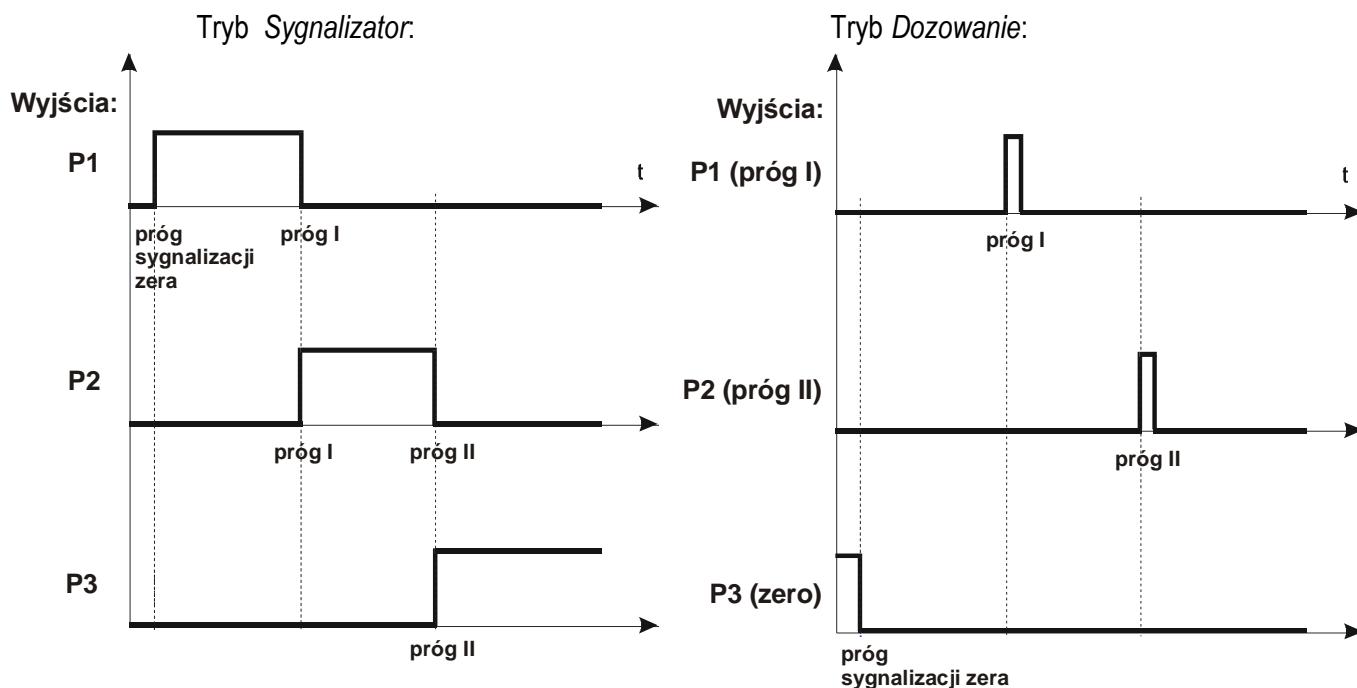 Tryb Sygnalizator:
Wyjścia:
P1
t
próg
sygnalizacji
zera
próg I
P2
próg I
próg II
P3
próg II
Tryb Dozowanie:
Wyjścia:
P1 (próg I)
t
próg I
P2 (próg II)
próg II
P3 (zero)
próg
sygnalizacji zera